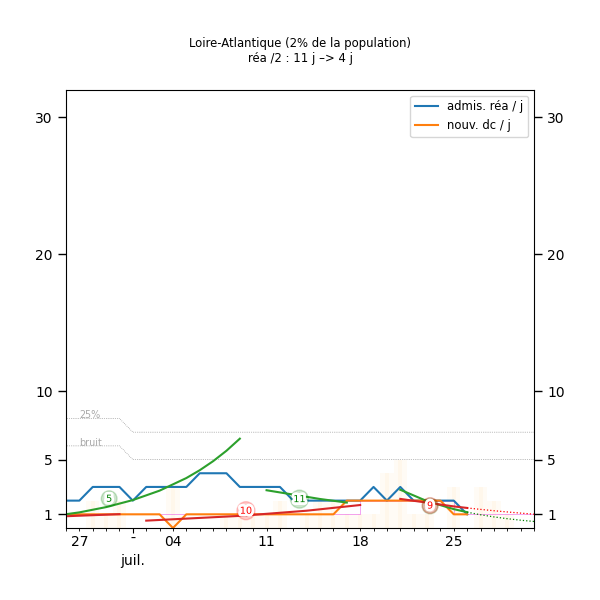 Loire-Atlantique (2% de la population)
réa /2 : 11 j –> 4 j
admis. réa / j
nouv. dc / j
30 30
20 20
10 10
25%
bruit
5 5
5 11 10 9
1 1
27 - 04 11 18 25
juil.